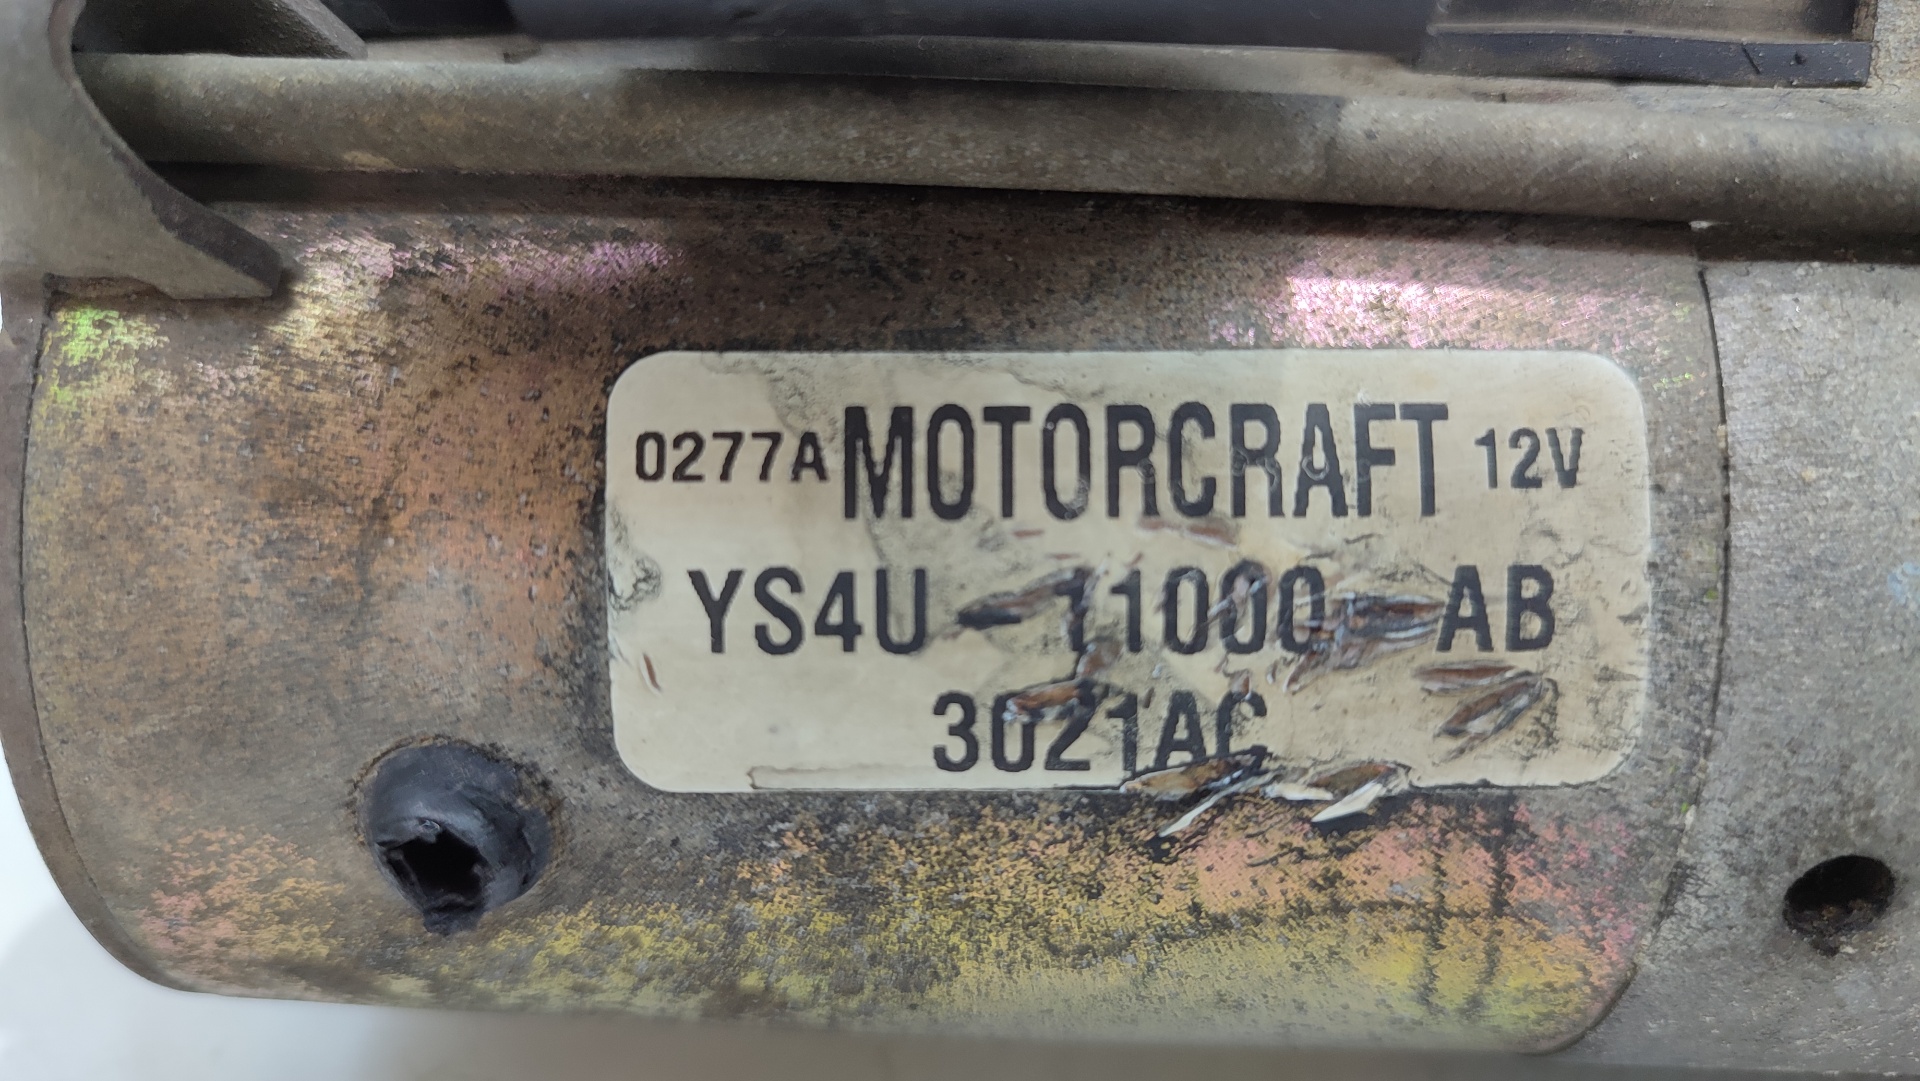 0277A MOTORCRAFT 12V
YS4U-11000-AB
3021AC